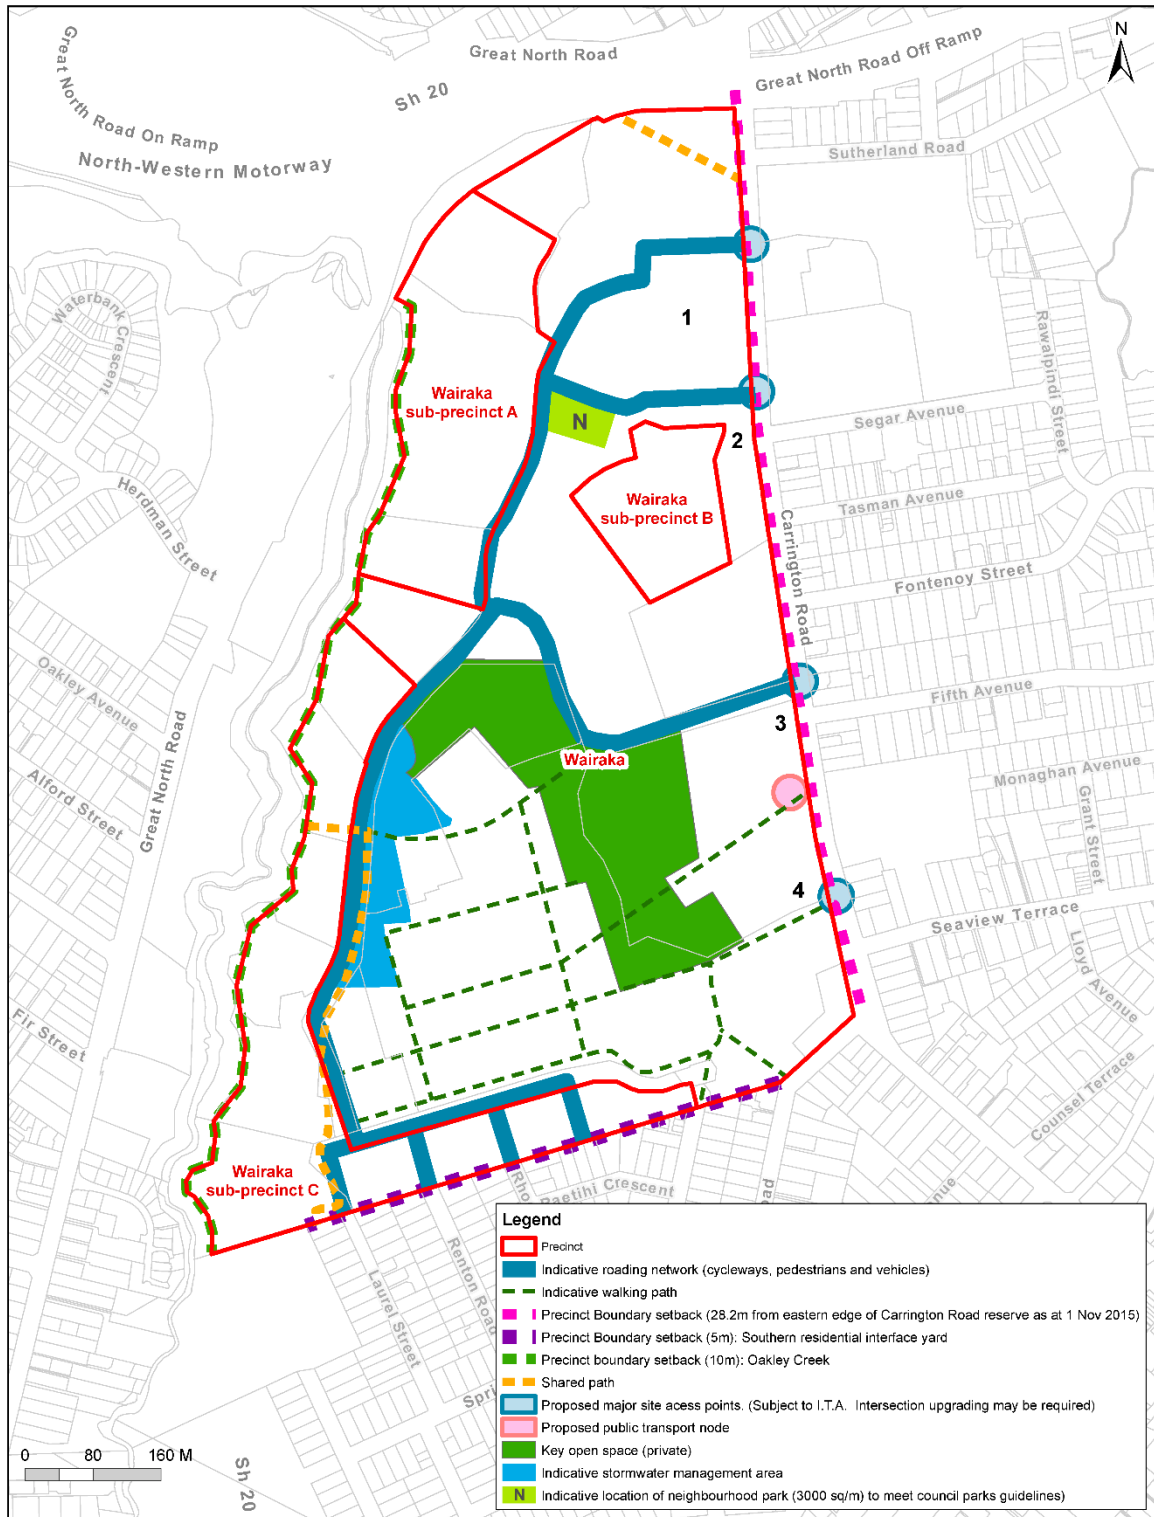 Great North Road
Great North Road Off Ramp
N
Sh 20
Great North Road On Ramp
North-Western Motorway
Sutherland Road
Waterbank Crescent
Rawalpindi Street
1
Wairaka
sub-precinct A
N
2
Segar Avenue
Wairaka
sub-precinct B
Tasman Avenue
Herdman Street
Carrington Road
Fontenoy Street
Oakley Avenue
Fifth Avenue
3
Great North Road
Wairaka
Monaghan Avenue
Alford Street
Grant Street
4
Seaview Terrace
Lloyd Avenue
Fir Street
Counsel Terrace
Wairaka
sub-precinct C
Rho
Raetihi Crescent
oad
venue
Renton Road
Laurel Street
Spri
Sh 20
0 80 160 M
Legend
Precinct
Indicative roading network (cycleways, pedestrians and vehicles)
Indicative walking path
Precinct Boundary setback (28.2m from eastern edge of Carrington Road reserve as at 1 Nov 2015)
Precinct Boundary setback (5m): Southern residential interface yard
Precinct boundary setback (10m): Oakley Creek
Shared path
Proposed major site acess points. (Subject to I.T.A. Intersection upgrading may be required)
Proposed public transport node
Key open space (private)
Indicative stormwater management area
N Indicative location of neighbourhood park (3000 sq/m) to meet council parks guidelines)